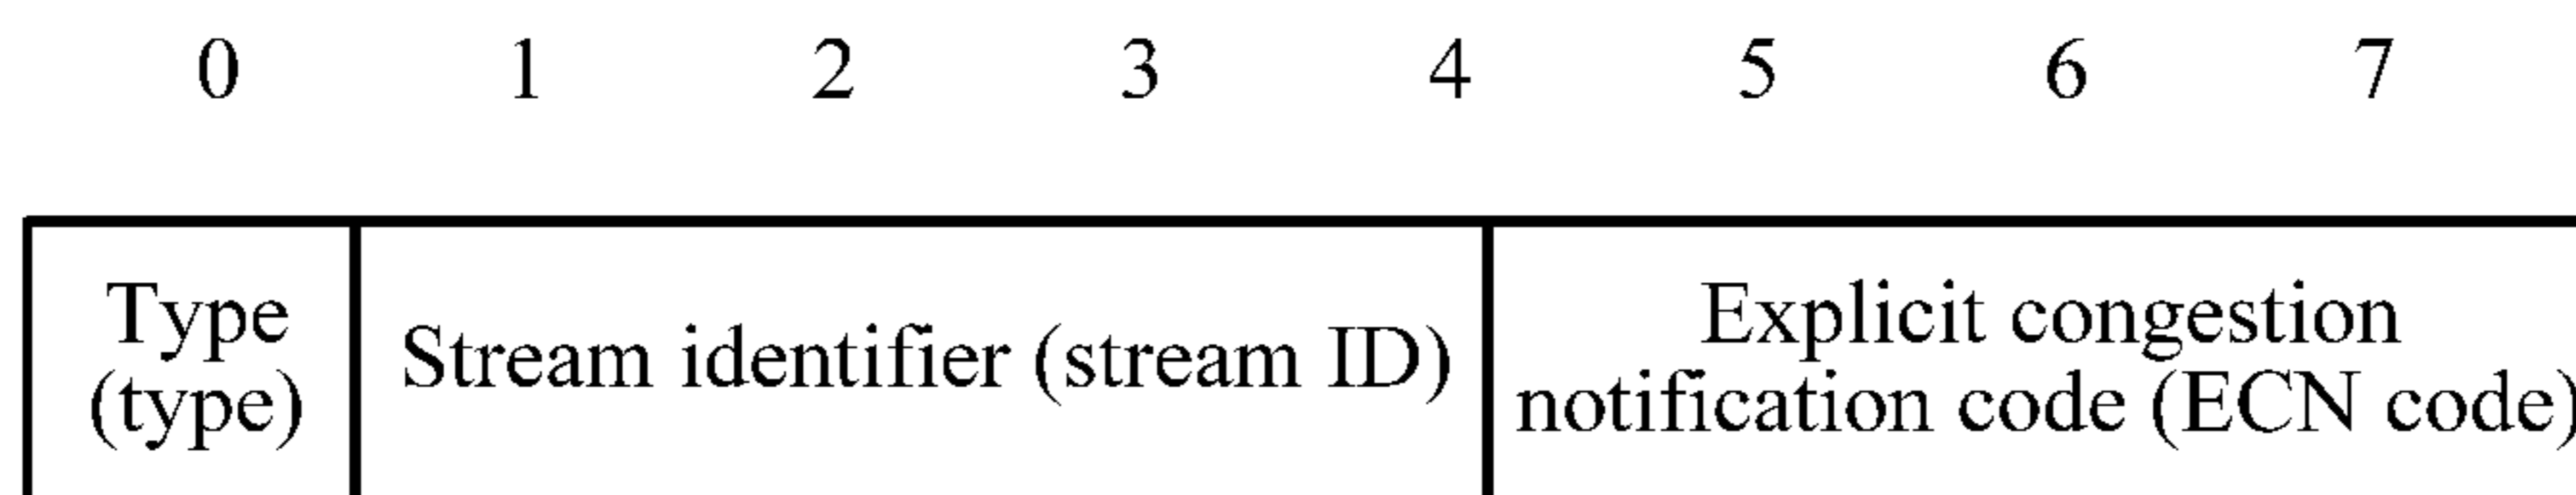 0 1 2 3 4 5 6 7
Type
(type)
Stream identifier (stream ID)
Explicit congestion
notification code (ECN code)